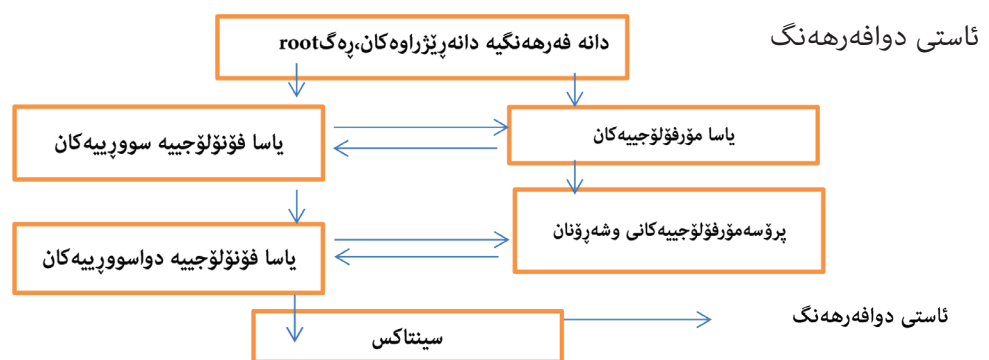 ئاستی دوافەرهەنگ
دانە فەرهەنگیە دانەڕێژراوەکان،ڕەگroot
یاسا مۆرفۆلۆجییەکان
یاسا فۆنۆلۆجییە سووڕییەکان
پرۆسەمۆرفۆلۆجییەکانی وشەڕۆنان
یاسا فۆنۆلۆجییە دواسووڕییەکان
ئاستی دوافەرهەنگ
سینتاکس